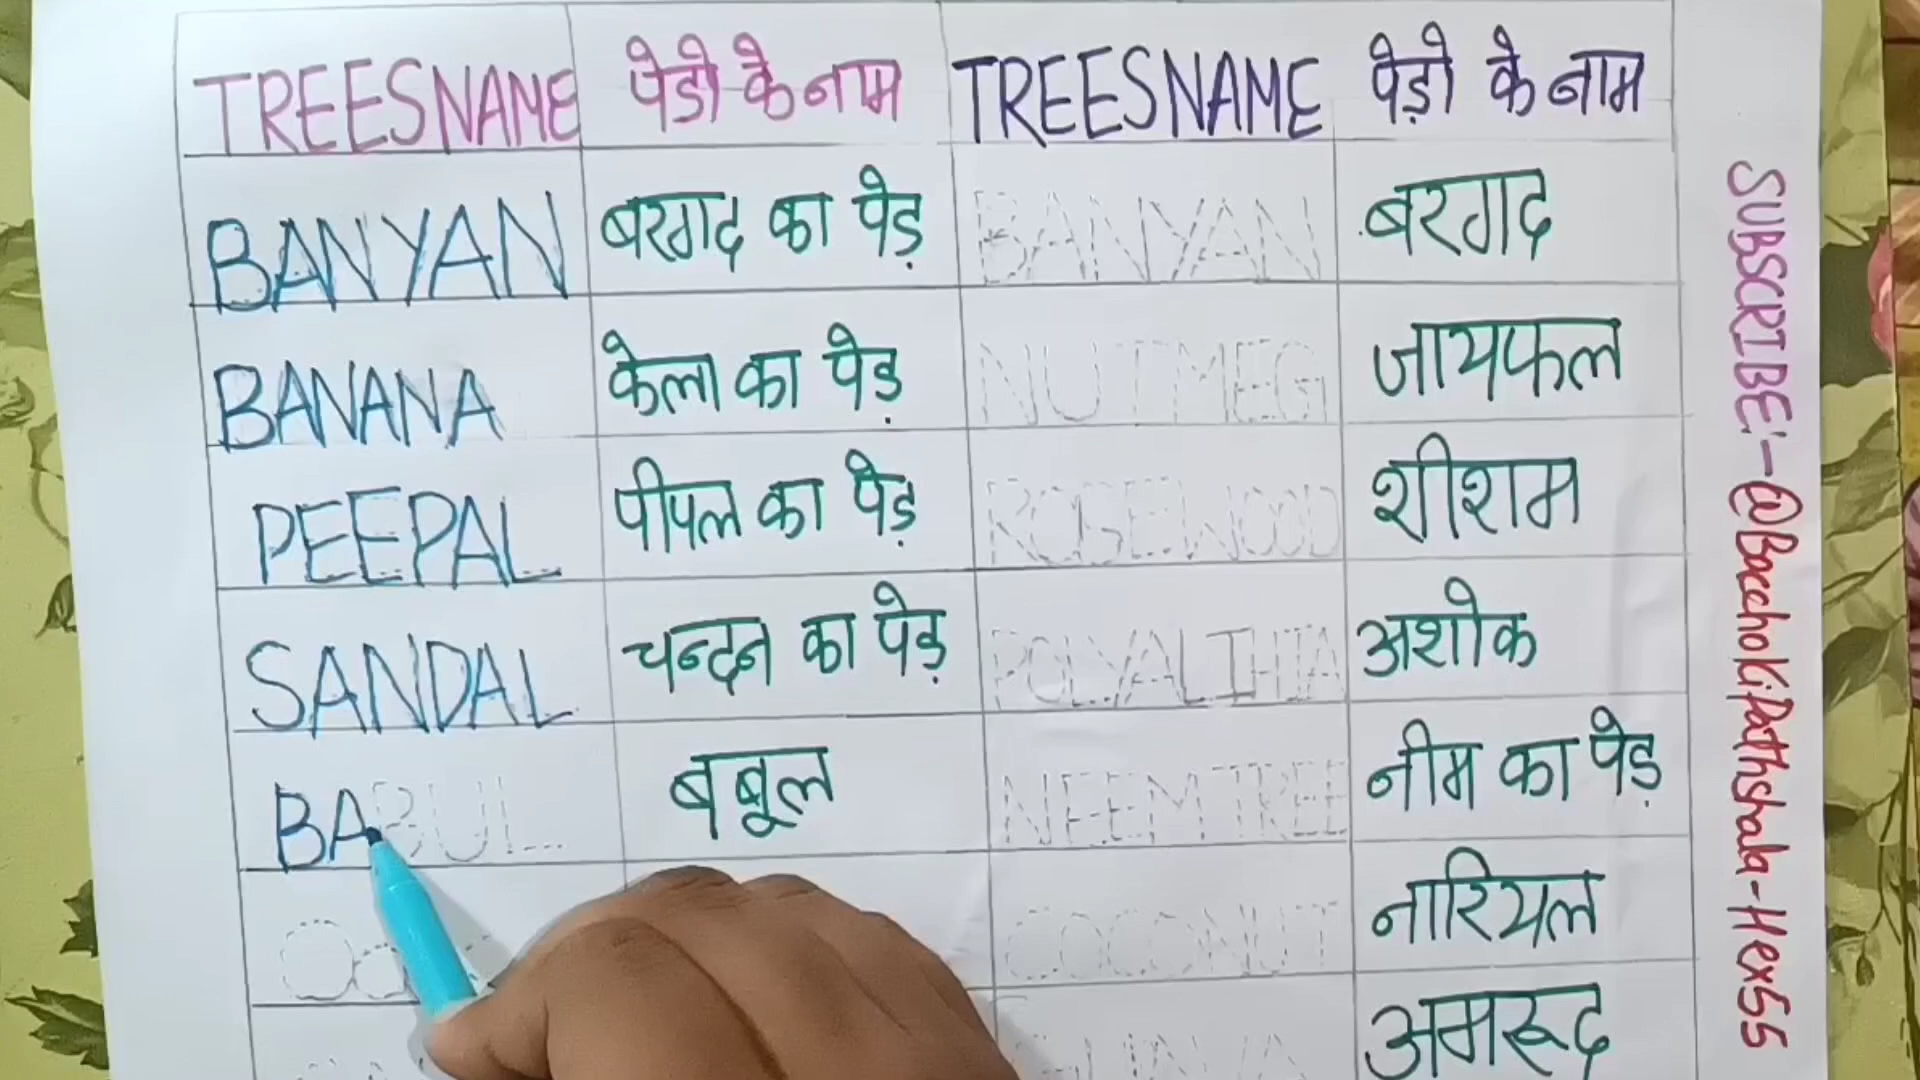 TREESNAME पेडो के नाम TREESNAME पेड़ो के नाम
BANYAN बरगद का पेड़ BANYAN बरगद
BANANA केला का पेड़ NUTMEG जायफल
PEEPAL पीपल का पेड़ ROSEWOOD शीशम
SANDAL चन्दन का पेड़ POLYALTHIA अशोक
BABUL बबूल NEEM TREE नीम का पेड़
COCONUT नारियल
अमरूद
SUBSCRIBE:-@BacchoKiPathshala-Hex55